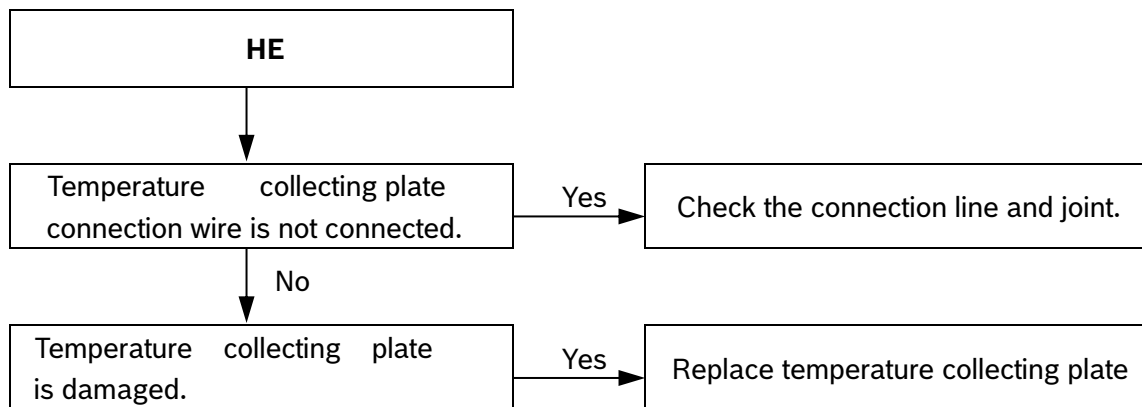 HE
Temperature collecting plate
connection wire is not connected.
Yes
Check the connection line and joint.
No
Temperature collecting plate
is damaged.
Yes
Replace temperature collecting plate